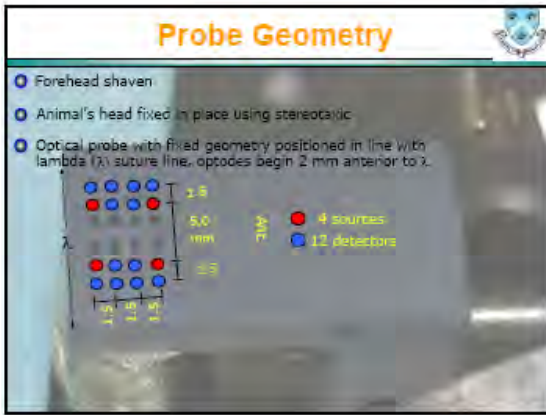 Probe Geometry
Forehead shaven
Animal's head fixed in place using stereotaxic
Optical probe with fixed geometry positioned in line with
lambda (λ) suture line, optodes begin 2 mm anterior to λ.
1.5
5.0
mm
1.5
λ
Ant.
4 sources
12 detectors
1.5 1.5 1.5